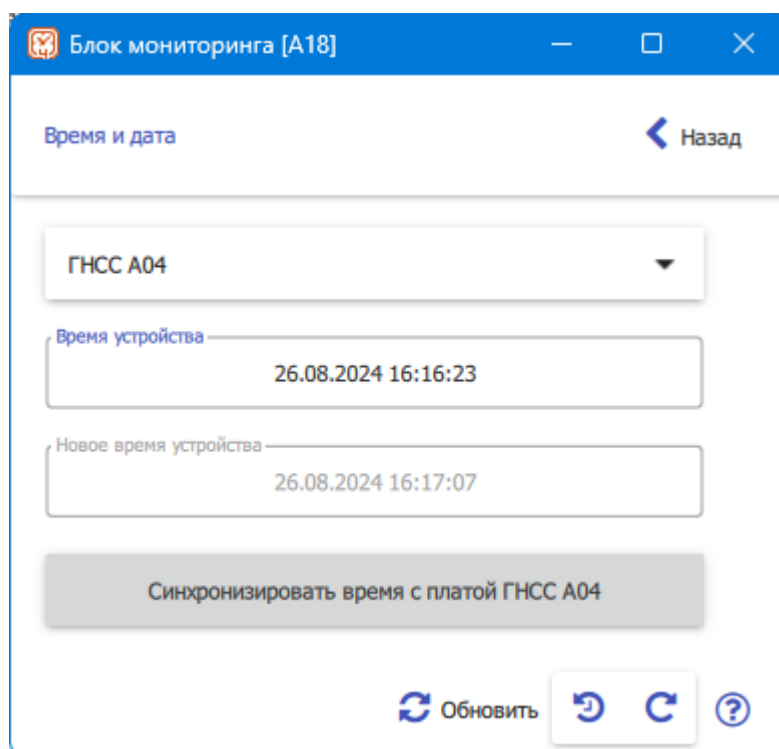 Блок мониторинга [A18]
Время и дата
Назад
ГНСС A04
Время устройства
26.08.2024 16:16:23
Новое время устройства
26.08.2024 16:17:07
Синхронизировать время с платой ГНСС A04
Обновить